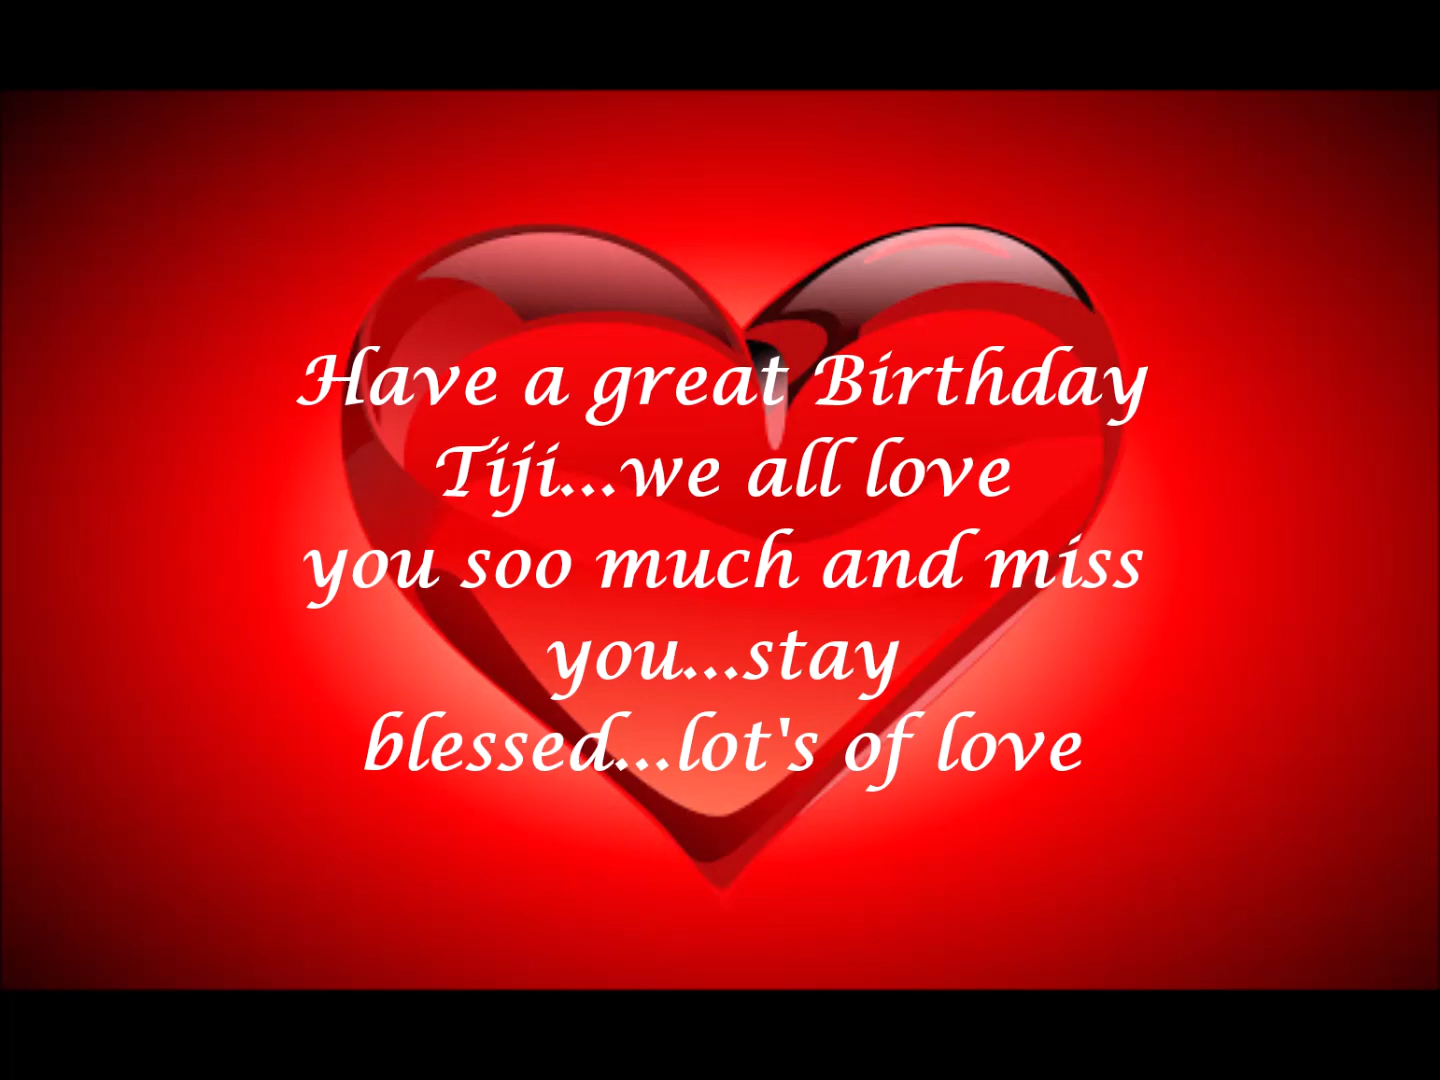 Have a great Birthday
Tiji...we all love
you soo much and miss
you...stay
blessed...lot's of love